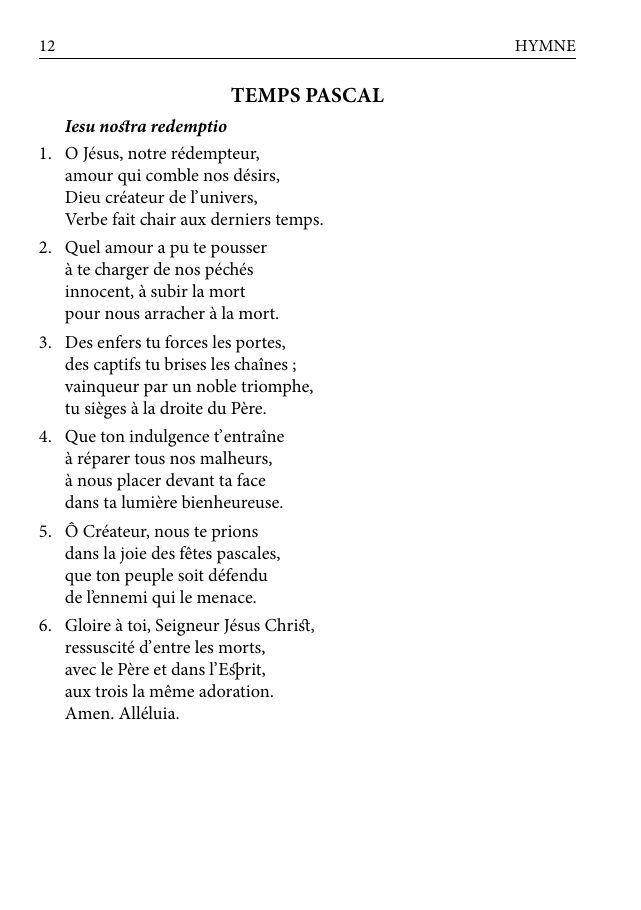 12 HYMNE
TEMPS PASCAL
Iesu nostra redemptio
1. O Jésus, notre rédempteur,
amour qui comble nos désirs,
Dieu créateur de l’univers,
Verbe fait chair aux derniers temps.
2. Quel amour a pu te pousser
à te charger de nos péchés
innocent, à subir la mort
pour nous arracher à la mort.
3. Des enfers tu forces les portes,
des captifs tu brises les chaînes ;
vainqueur par un noble triomphe,
tu sièges à la droite du Père.
4. Que ton indulgence t’entraîne
à réparer tous nos malheurs,
à nous placer devant ta face
dans ta lumière bienheureuse.
5. Ô Créateur, nous te prions
dans la joie des fêtes pascales,
que ton peuple soit défendu
de l’ennemi qui le menace.
6. Gloire à toi, Seigneur Jésus Christ,
ressuscité d’entre les morts,
avec le Père et dans l’Esprit,
aux trois la même adoration.
Amen. Alléluia.